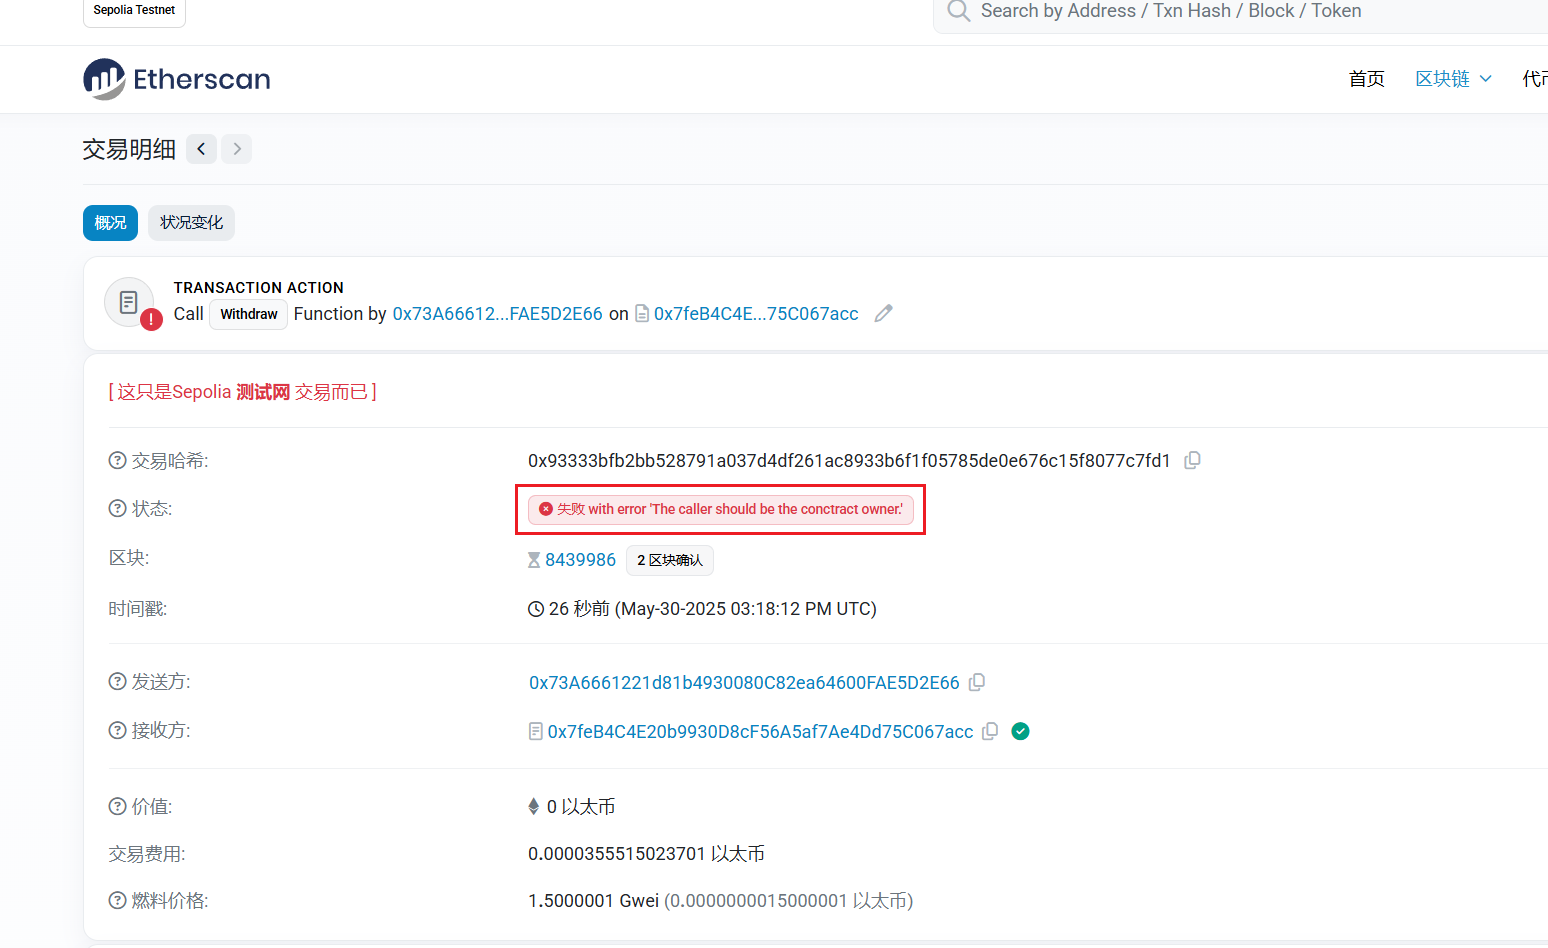 Sepolia Testnet
Search by Address / Txn Hash / Block / Token
Etherscan
首页 区块链
交易明细
概况 状况变化
TRANSACTION ACTION
Call Withdraw Function by 0x73A66612...FAE5D2E66 on 0x7feB4C4E...75C067acc
[ 这只是Sepolia 测试网 交易而已 ]
交易哈希: 0x93333bfb2bb528791a037d4df261ac8933b6f1f05785de0e676c15f8077c7fd1
状态: 失败 with error 'The caller should be the conctract owner.'
区块: 8439986 2 区块确认
时间戳: 26 秒前 (May-30-2025 03:18:12 PM UTC)
发送方: 0x73A6661221d81b4930080C82ea64600FAE5D2E66
接收方: 0x7feB4C4E20b9930D8cF56A5af7Ae4Dd75C067acc
价值: 0 以太币
交易费用: 0.0000355515023701 以太币
燃料价格: 1.5000001 Gwei (0.0000000015000001 以太币)